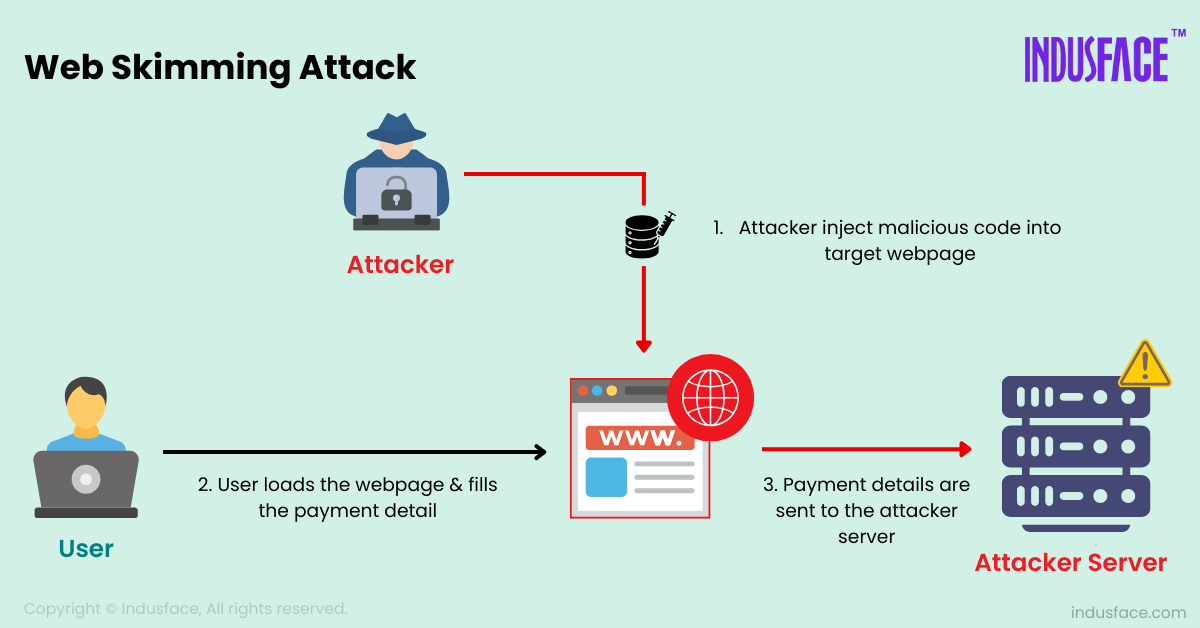 Web Skimming Attack
INDUSFACE™
1. Attacker inject malicious code into
target webpage
Attacker
www.
2. User loads the webpage & fills
the payment detail
3. Payment details are
sent to the attacker
server
User
Attacker Server
Copyright © Indusface, All rights reserved.
indusface.com